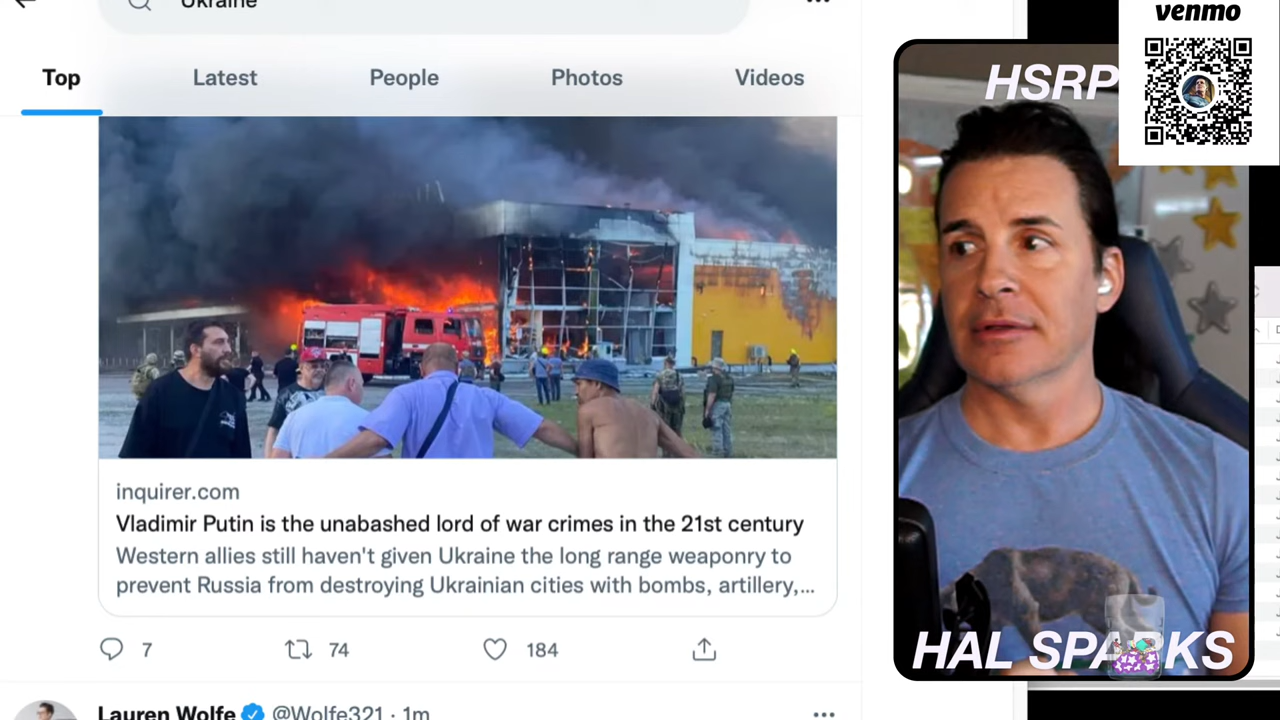 Ukraine
Top
Latest
People
Photos
Videos
inquirer.com
Vladimir Putin is the unabashed lord of war crimes in the 21st century
Western allies still haven't given Ukraine the long range weaponry to
prevent Russia from destroying Ukrainian cities with bombs, artillery,...
7
74
184
Lauren Wolfe @Wolfe321 · 1m
venmo
HSRP
HAL SPARKS